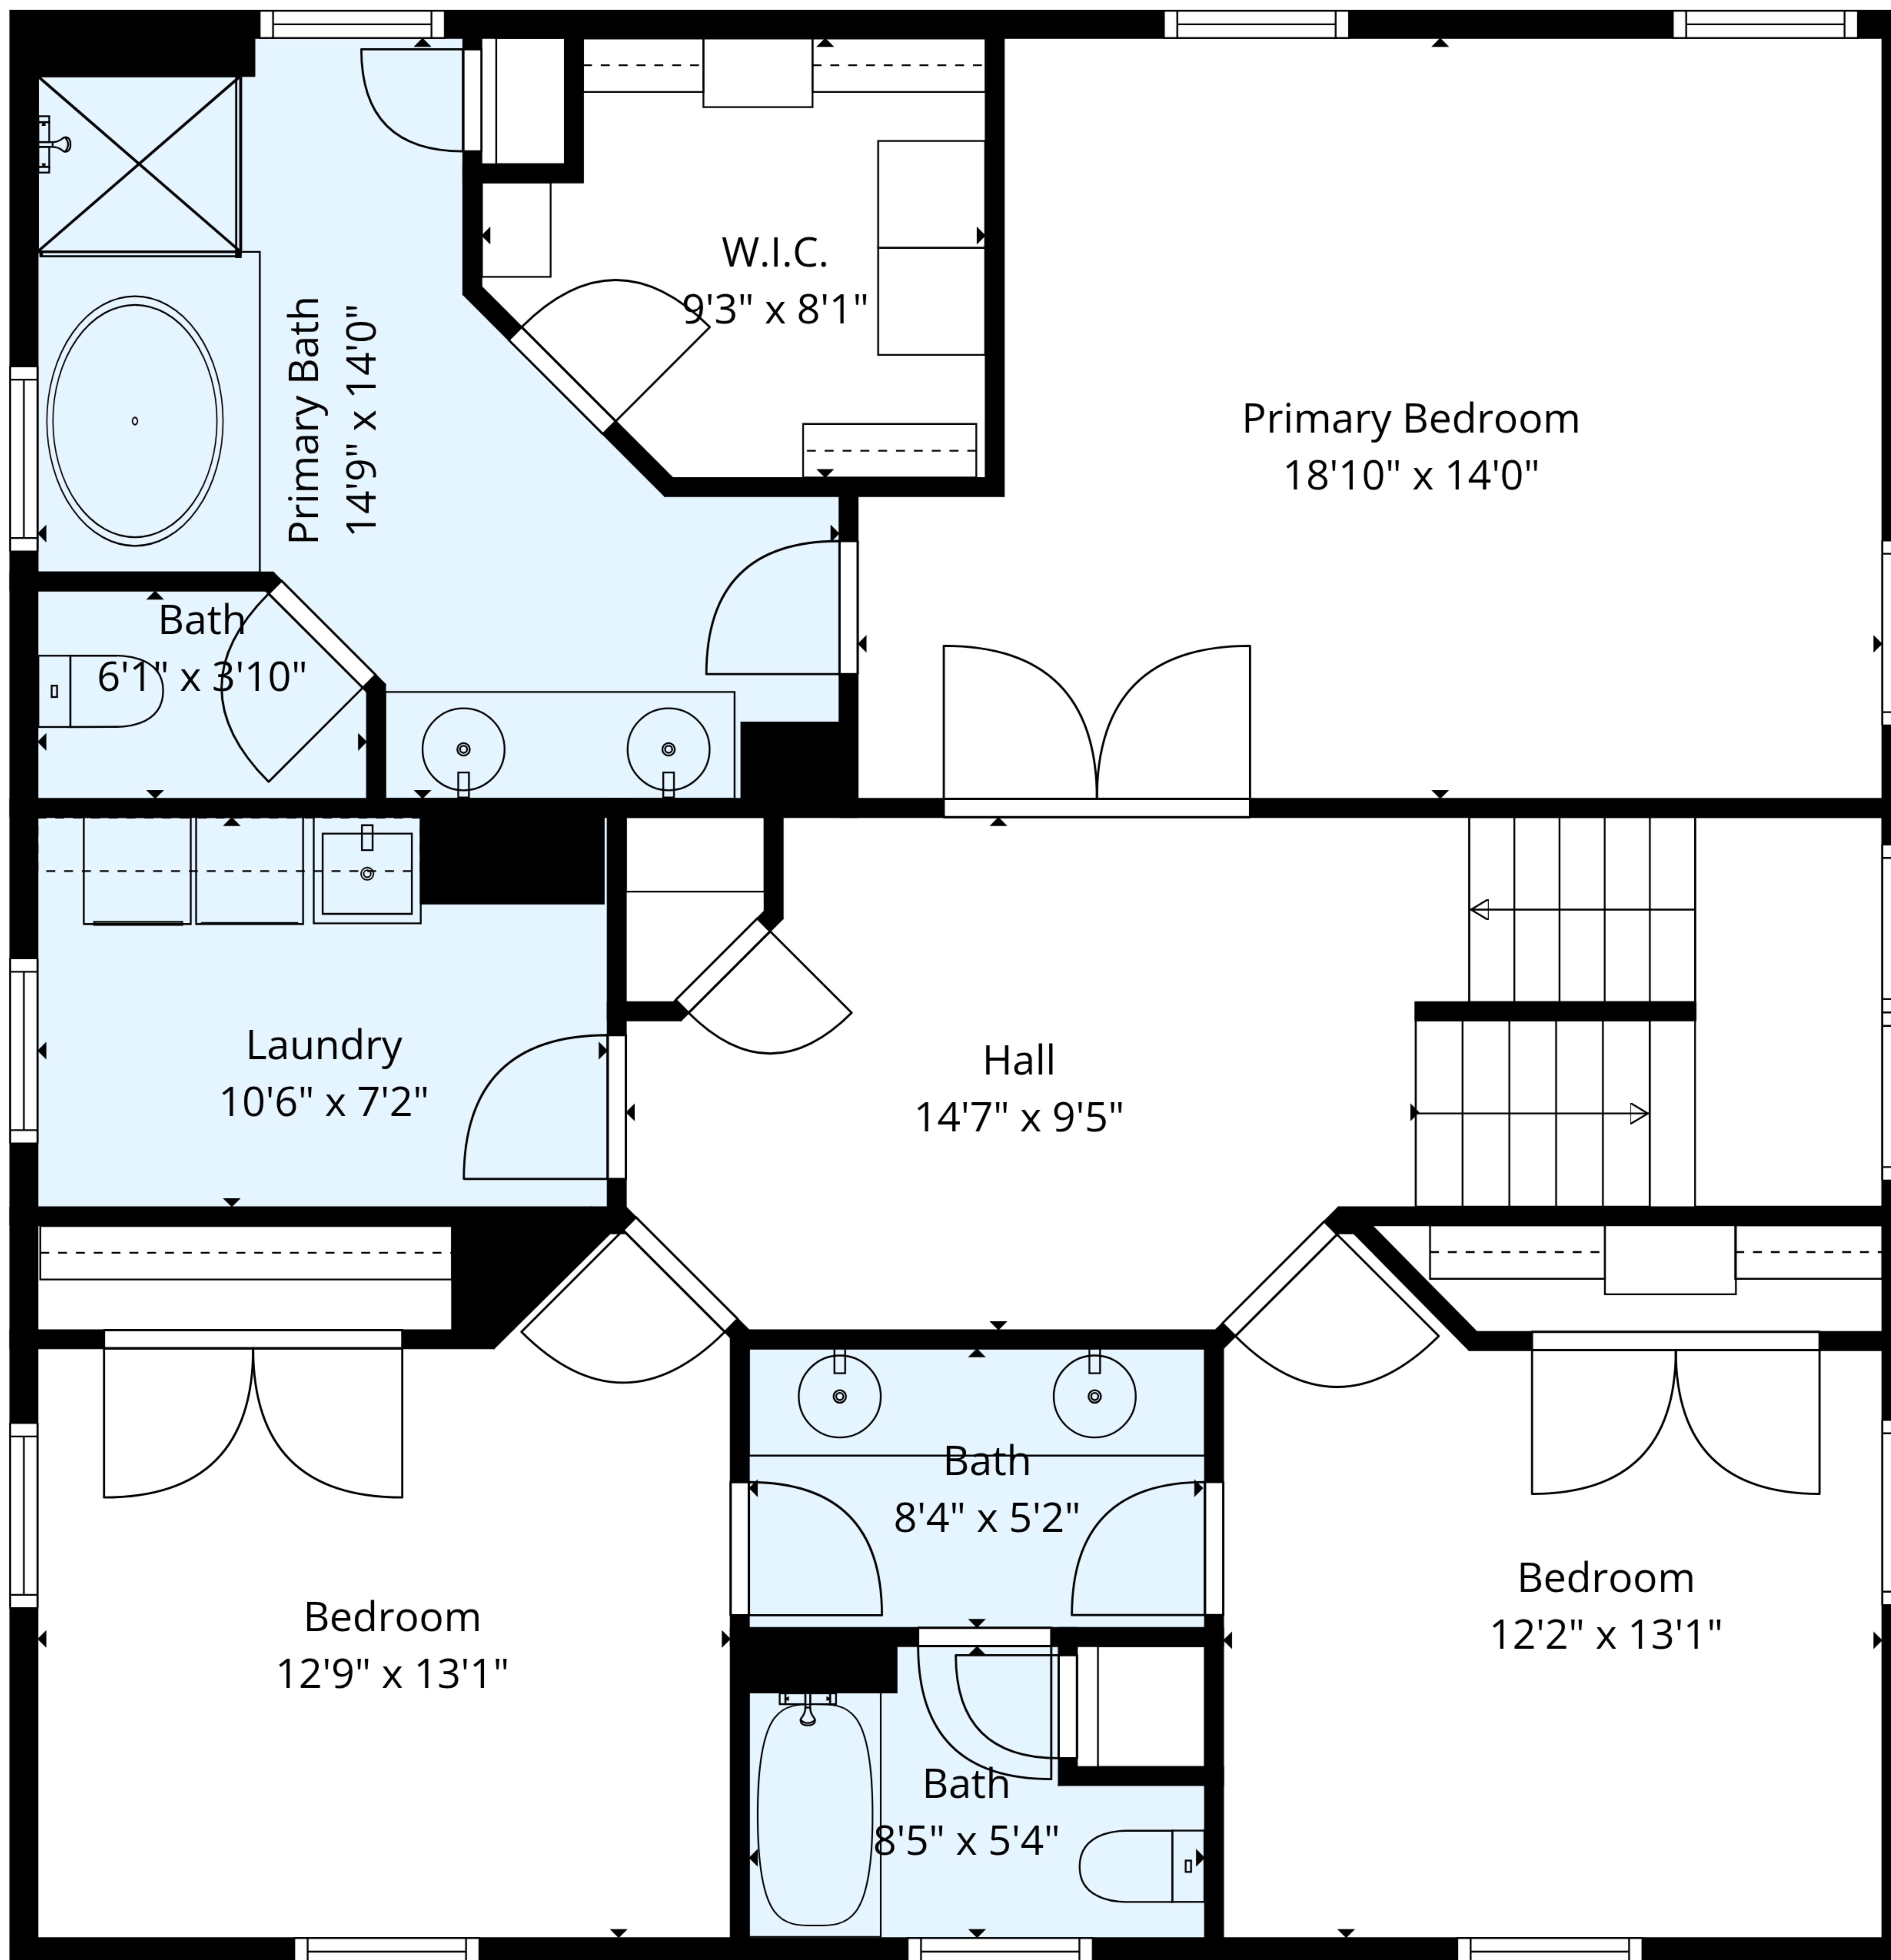 W.I.C.
9'3" x 8'1"
Primary Bath
14'9" x 14'0"
Primary Bedroom
18'10" x 14'0"
Bath
6'1" x 3'10"
Laundry
10'6" x 7'2"
Hall
14'7" x 9'5"
Bath
8'4" x 5'2"
Bedroom
12'9" x 13'1"
Bedroom
12'2" x 13'1"
Bath
8'5" x 5'4"